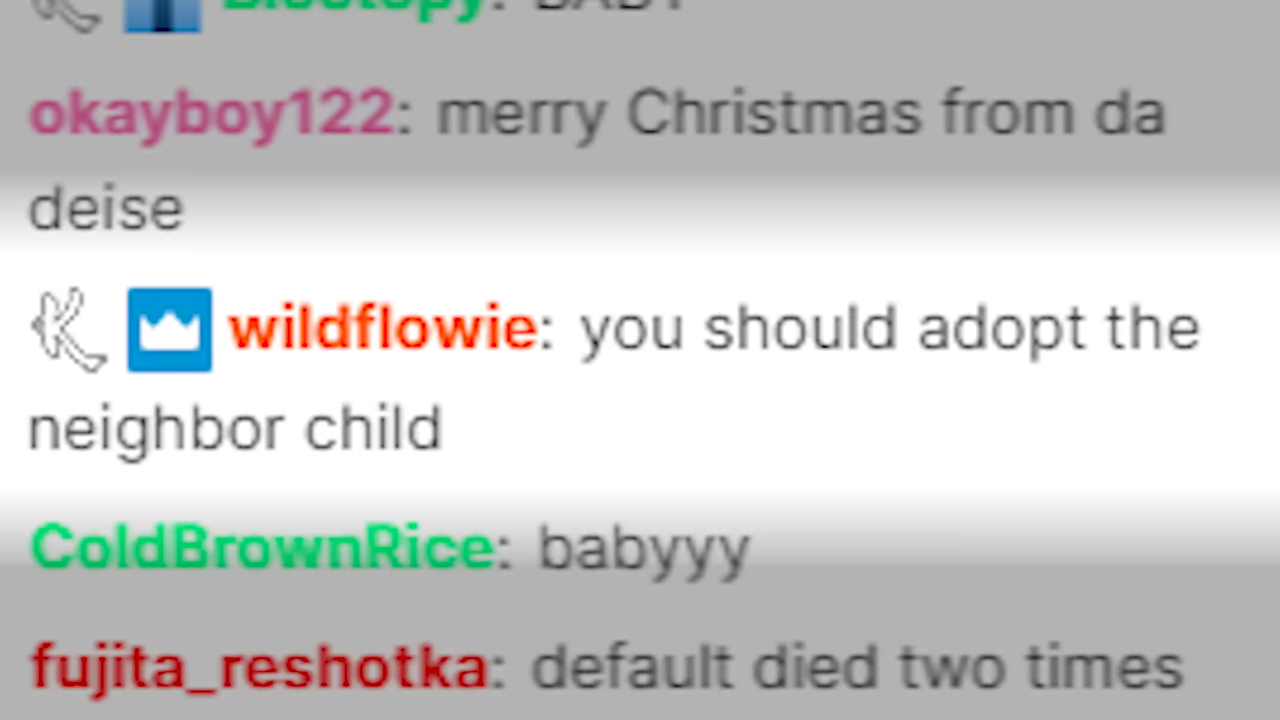 okayboy122: merry Christmas from da
deise
wildflowie: you should adopt the
neighbor child
ColdBrownRice: babyyy
fujita_reshotka: default died two times